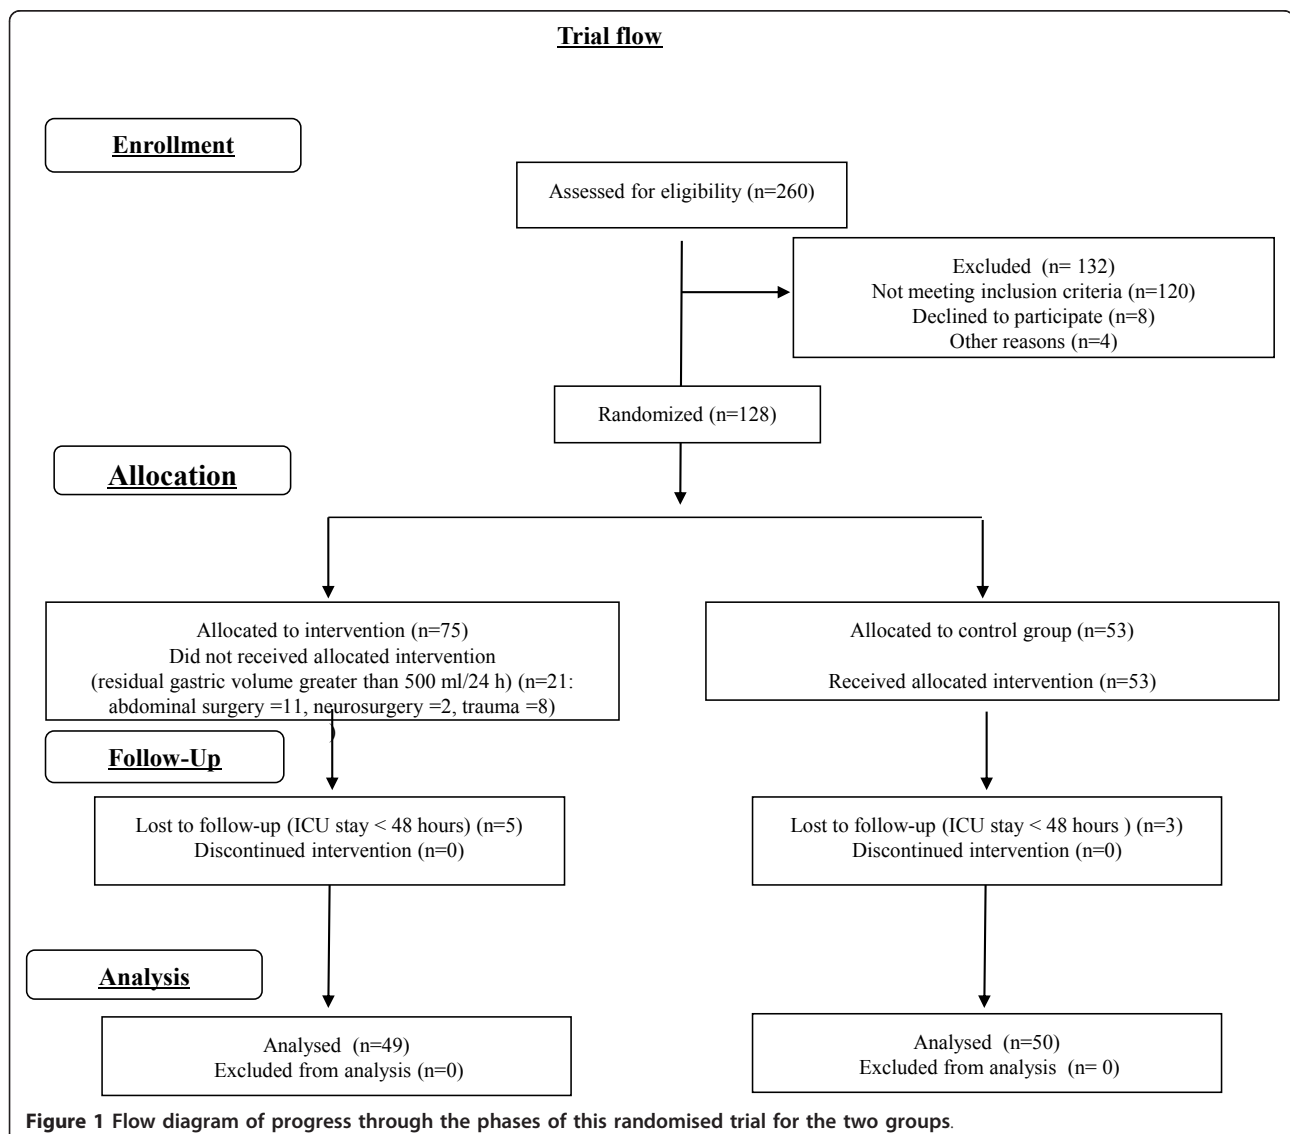 Trial flow
Enrollment
Assessed for eligibility (n=260)
Excluded (n= 132)
Not meeting inclusion criteria (n=120)
Declined to participate (n=8)
Other reasons (n=4)
Randomized (n=128)
Allocation
Allocated to intervention (n=75)
Did not received allocated intervention
(residual gastric volume greater than 500 ml/24 h) (n=21:
abdominal surgery =11, neurosurgery =2, trauma =8)
)
Allocated to control group (n=53)
Received allocated intervention (n=53)
Follow-Up
Lost to follow-up (ICU stay < 48 hours) (n=5)
Discontinued intervention (n=0)
Lost to follow-up (ICU stay < 48 hours ) (n=3)
Discontinued intervention (n=0)
Analysis
Analysed (n=49)
Excluded from analysis (n=0)
Analysed (n=50)
Excluded from analysis (n= 0)
Figure 1 Flow diagram of progress through the phases of this randomised trial for the two groups.